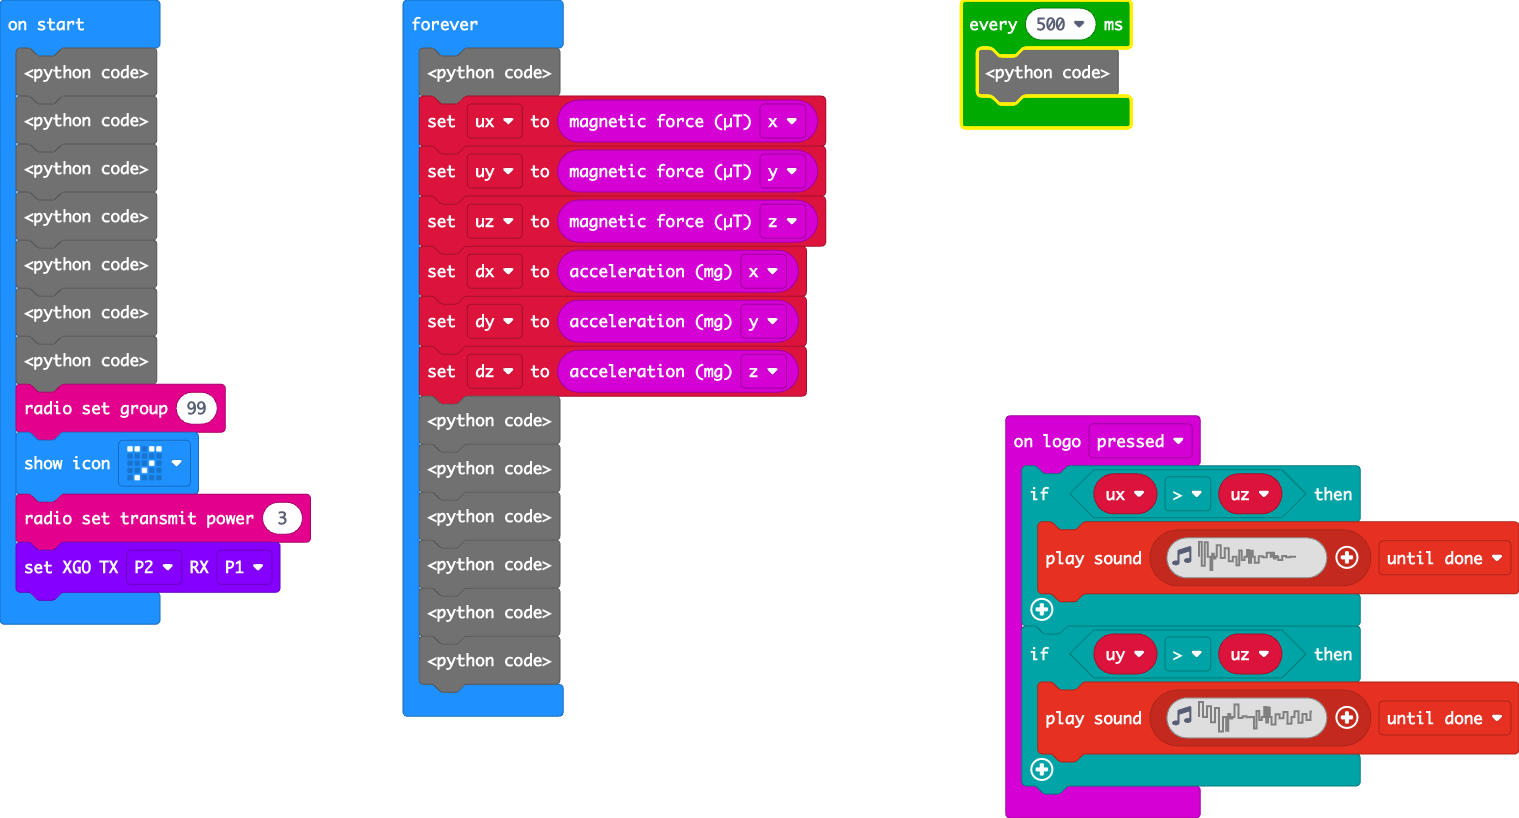 on start
<python code>
<python code>
<python code>
<python code>
<python code>
<python code>
<python code>
radio set group 99
show icon
radio set transmit power 3
set XGO TX P2 RX P1
forever
<python code>
set ux to magnetic force (µT) x
set uy to magnetic force (µT) y
set uz to magnetic force (µT) z
set dx to acceleration (mg) x
set dy to acceleration (mg) y
set dz to acceleration (mg) z
<python code>
<python code>
<python code>
<python code>
<python code>
<python code>
every 500 ms
<python code>
on logo pressed
if ux > uz then
play sound until done
if uy > uz then
play sound until done